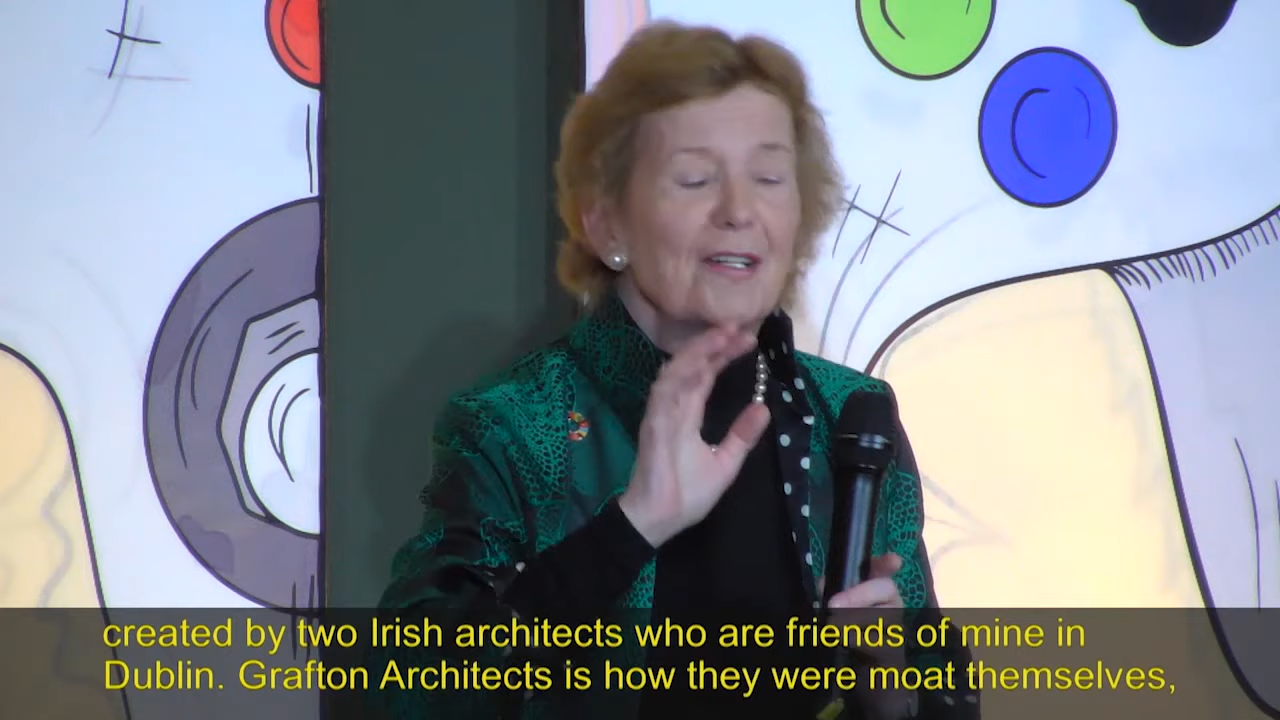 created by two Irish architects who are friends of mine in
Dublin. Grafton Architects is how they were moat themselves,